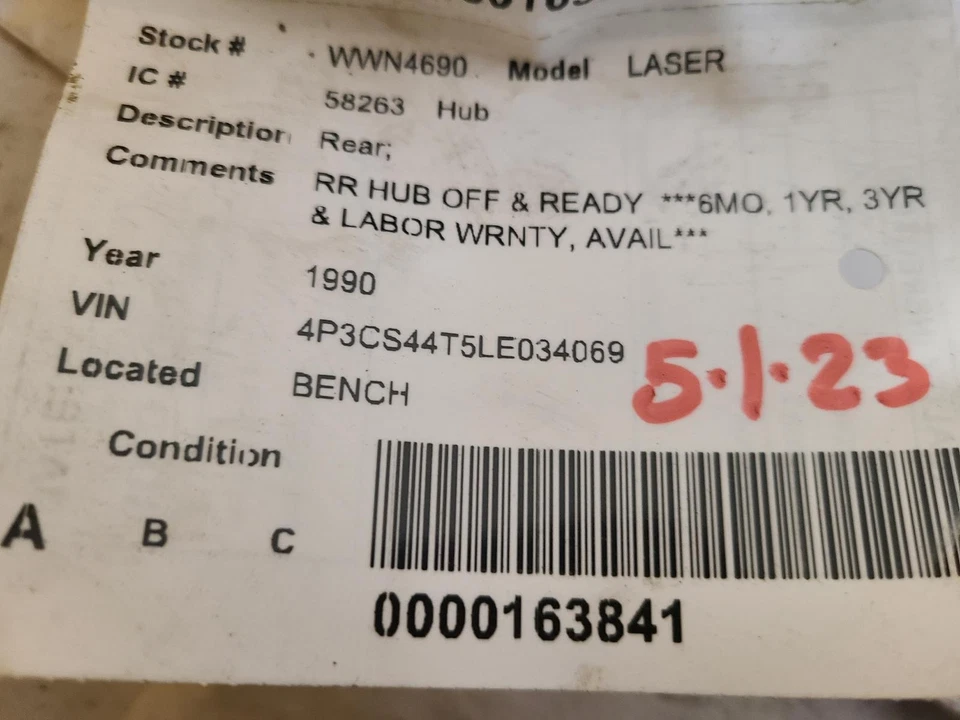 Stock # WWN4690 Model LASER
IC # 58263 Hub
Description Rear;
Comments RR HUB OFF & READY ***6MO, 1YR, 3YR
& LABOR WRNTY, AVAIL***
Year 1990
VIN 4P3CS44T5LE034069
Located BENCH
5.1.23
Condition
A B C
0000163841